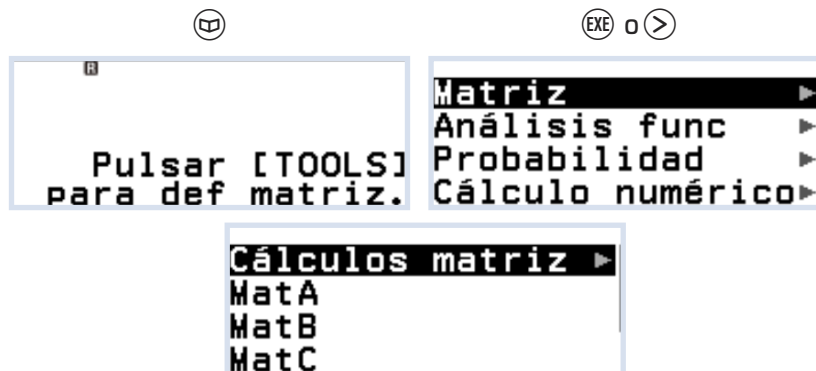 EXE o
R
Pulsar [TOOLS]
para def matriz.
Matriz
Análisis func
Probabilidad
Cálculo numérico
Cálculos matriz
MatA
MatB
MatC